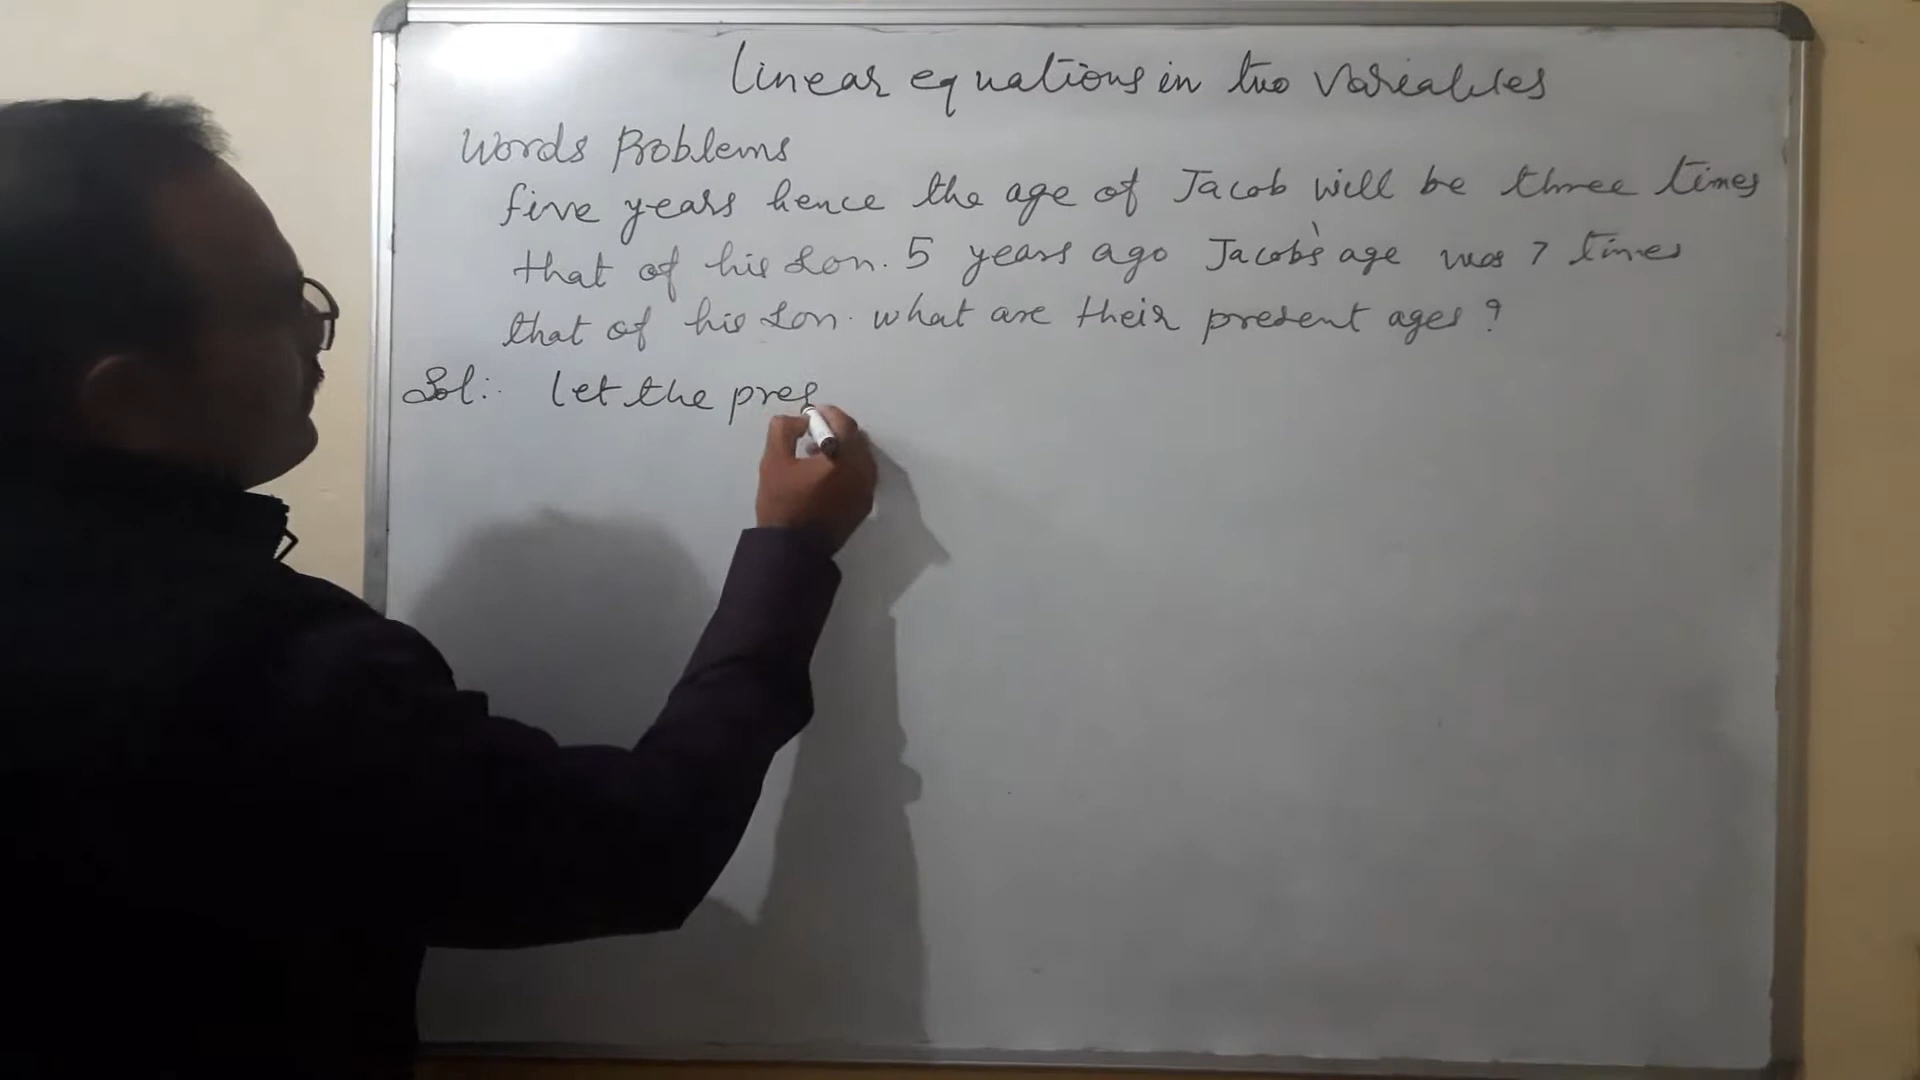 Linear equations in two Variables
Words Problems
five years hence the age of Jacob will be three times
that of his son. 5 years ago Jacob's age was 7 times
that of his son. what are their present ages?
Sol:- Let the pres